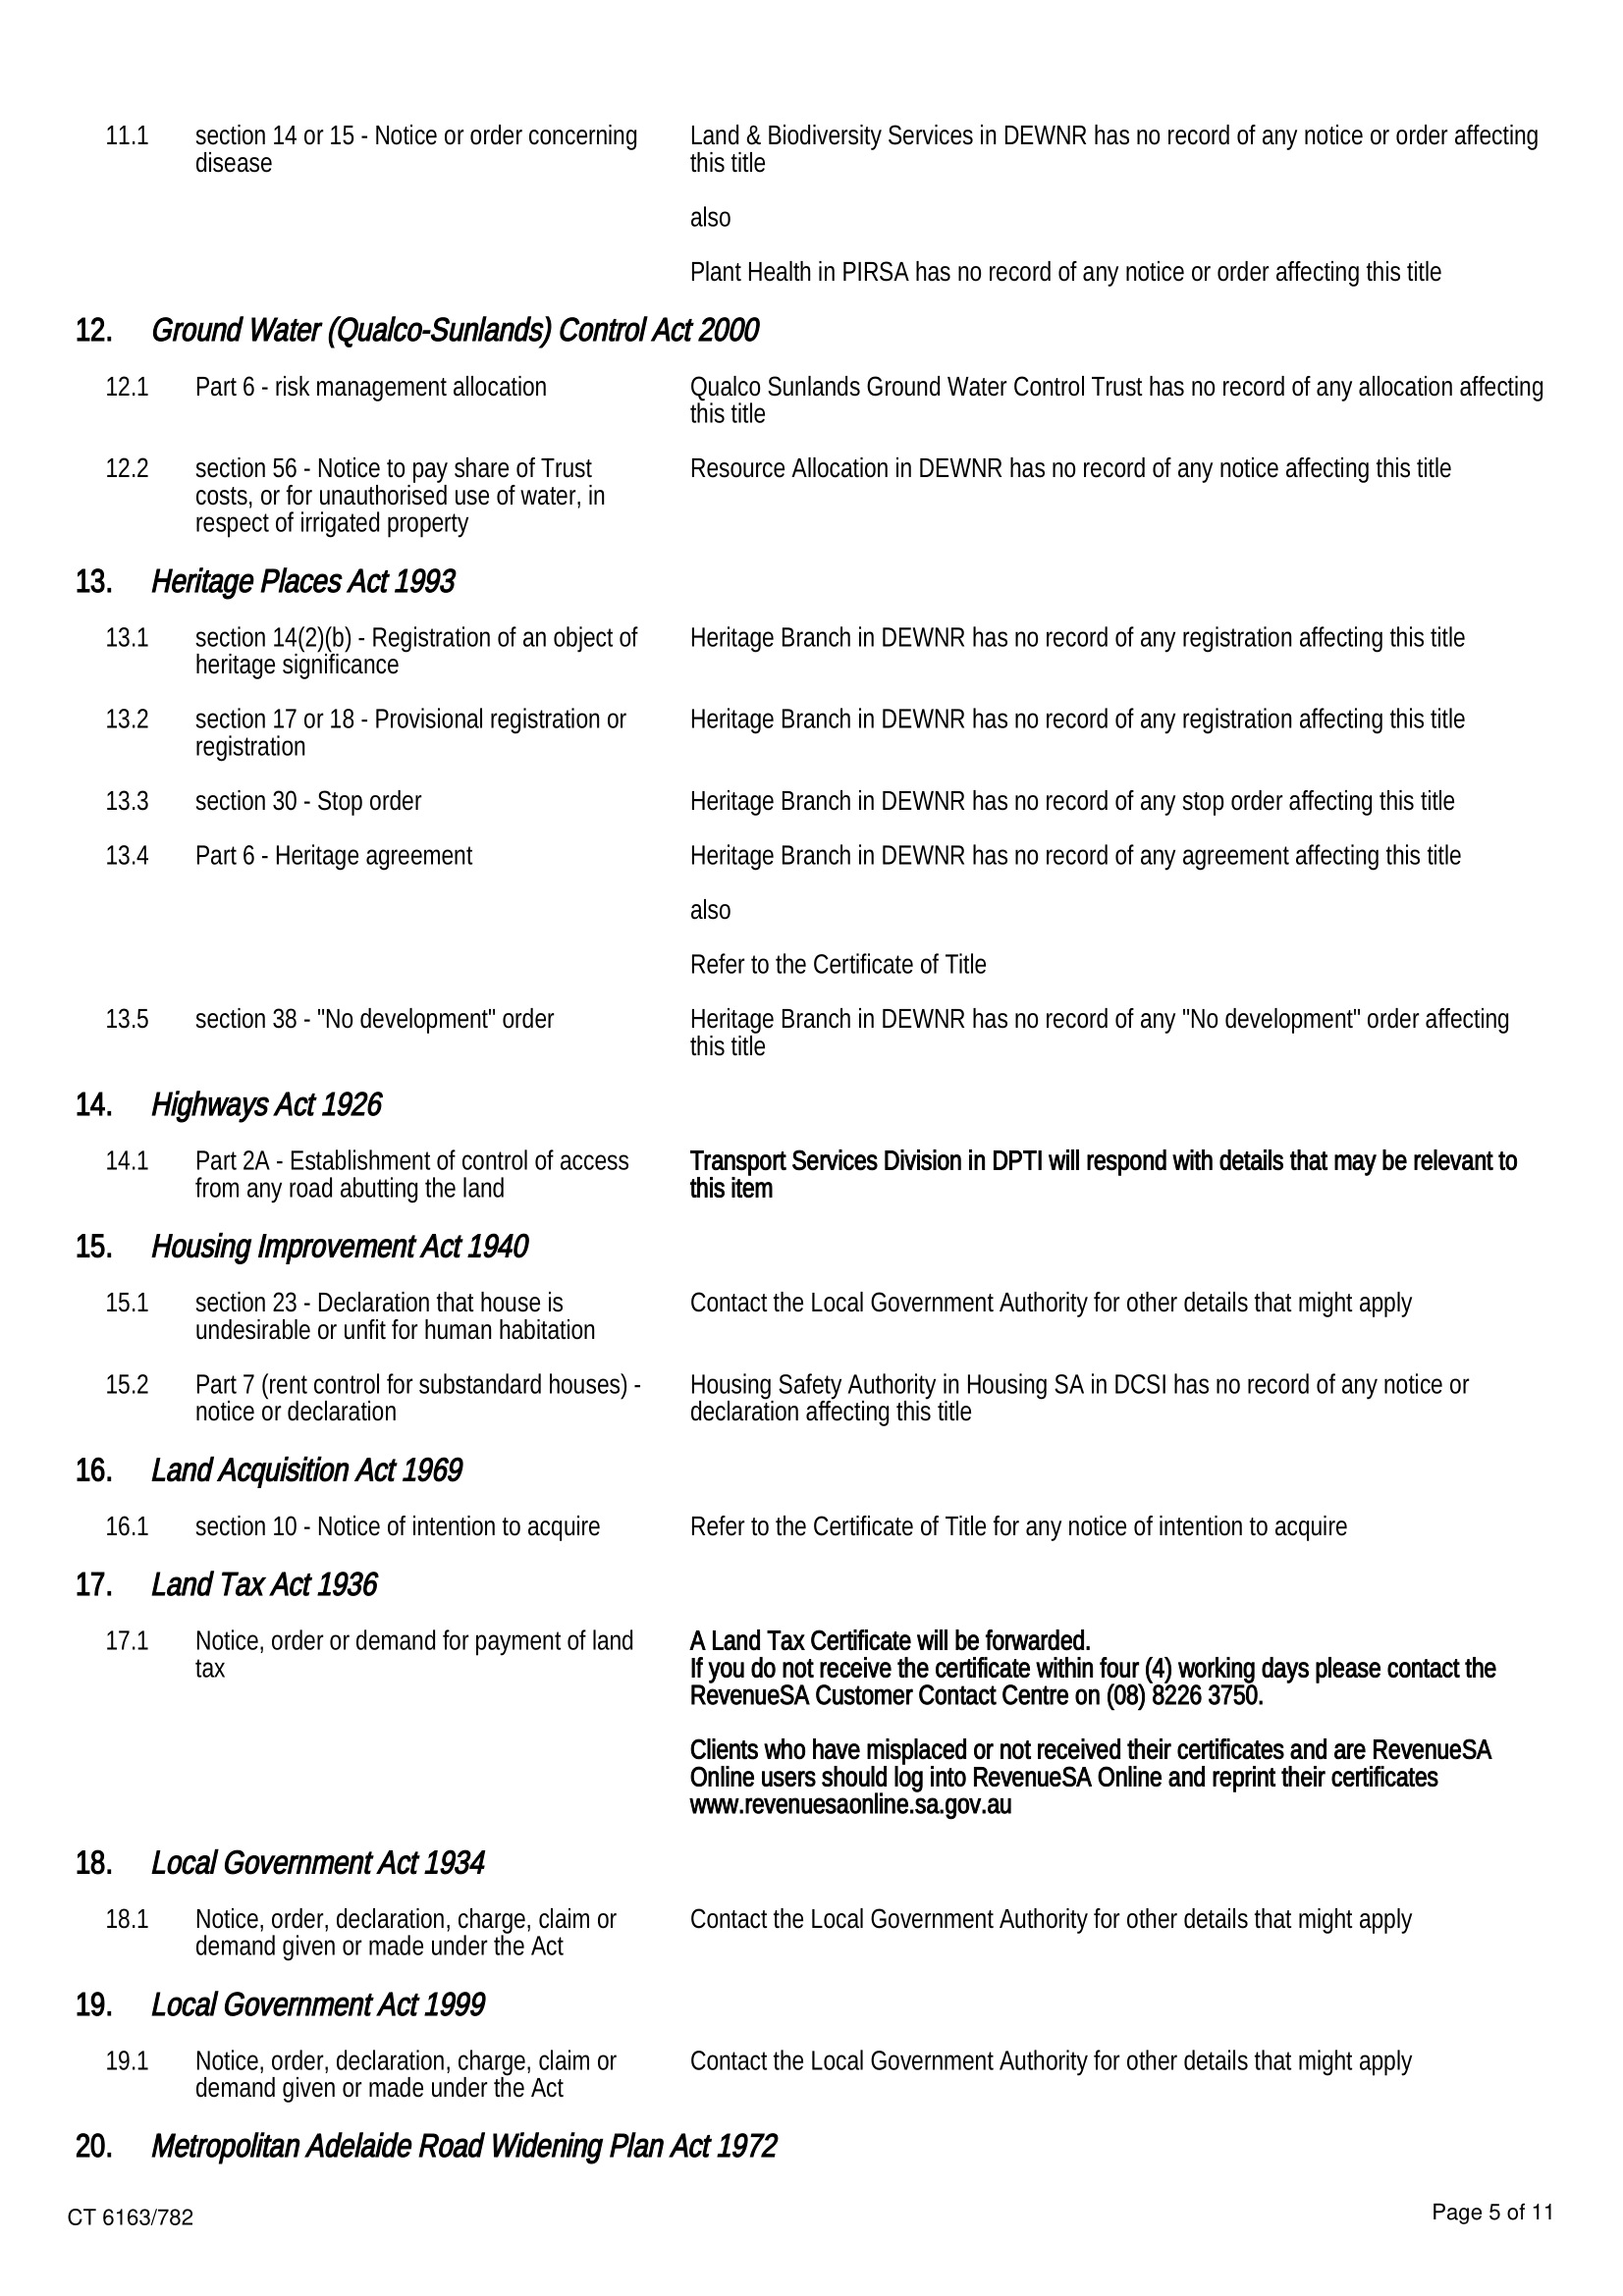 11.1 section 14 or 15 - Notice or order concerning Land & Biodiversity Services in DEWNR has no record of any notice or order affecting
disease this title
also
Plant Health in PIRSA has no record of any notice or order affecting this title
12. Ground Water (Qualco-Sunlands) Control Act 2000
12.1 Part 6 - risk management allocation Qualco Sunlands Ground Water Control Trust has no record of any allocation affecting
this title
12.2 section 56 - Notice to pay share of Trust Resource Allocation in DEWNR has no record of any notice affecting this title
costs, or for unauthorised use of water, in
respect of irrigated property
13. Heritage Places Act 1993
13.1 section 14(2)(b) - Registration of an object of Heritage Branch in DEWNR has no record of any registration affecting this title
heritage significance
13.2 section 17 or 18 - Provisional registration or Heritage Branch in DEWNR has no record of any registration affecting this title
registration
13.3 section 30 - Stop order Heritage Branch in DEWNR has no record of any stop order affecting this title
13.4 Part 6 - Heritage agreement Heritage Branch in DEWNR has no record of any agreement affecting this title
also
Refer to the Certificate of Title
13.5 section 38 - "No development" order Heritage Branch in DEWNR has no record of any "No development" order affecting
this title
14. Highways Act 1926
14.1 Part 2A - Establishment of control of access Transport Services Division in DPTI will respond with details that may be relevant to
from any road abutting the land this item
15. Housing Improvement Act 1940
15.1 section 23 - Declaration that house is Contact the Local Government Authority for other details that might apply
undesirable or unfit for human habitation
15.2 Part 7 (rent control for substandard houses) - Housing Safety Authority in Housing SA in DCSI has no record of any notice or
notice or declaration declaration affecting this title
16. Land Acquisition Act 1969
16.1 section 10 - Notice of intention to acquire Refer to the Certificate of Title for any notice of intention to acquire
17. Land Tax Act 1936
17.1 Notice, order or demand for payment of land A Land Tax Certificate will be forwarded.
tax If you do not receive the certificate within four (4) working days please contact the
RevenueSA Customer Contact Centre on (08) 8226 3750.
Clients who have misplaced or not received their certificates and are RevenueSA
Online users should log into RevenueSA Online and reprint their certificates
www.revenuesaonline.sa.gov.au
18. Local Government Act 1934
18.1 Notice, order, declaration, charge, claim or Contact the Local Government Authority for other details that might apply
demand given or made under the Act
19. Local Government Act 1999
19.1 Notice, order, declaration, charge, claim or Contact the Local Government Authority for other details that might apply
demand given or made under the Act
20. Metropolitan Adelaide Road Widening Plan Act 1972
CT 6163/782 Page 5 of 11